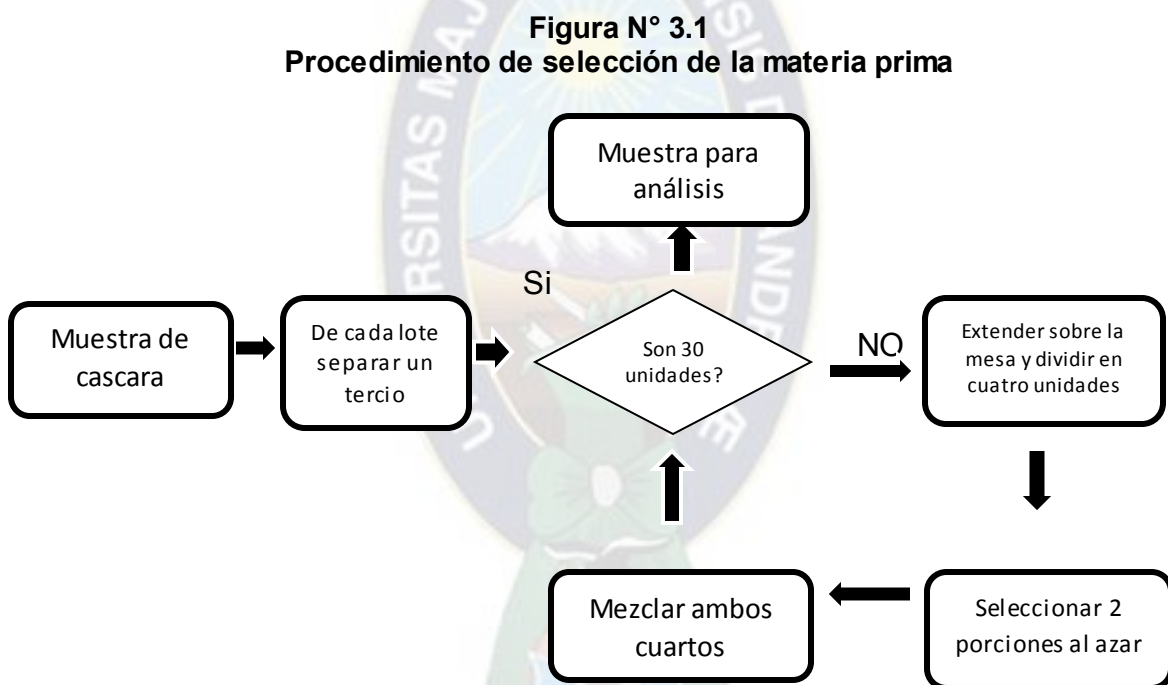 Figura N° 3.1
Procedimiento de selección de la materia prima
Muestra para
análisis
Si
Muestra de
cascara
De cada lote
separar un
tercio
Son 30
unidades?
NO
Extender sobre la
mesa y dividir en
cuatro unidades
Mezclar ambos
cuartos
Seleccionar 2
porciones al azar